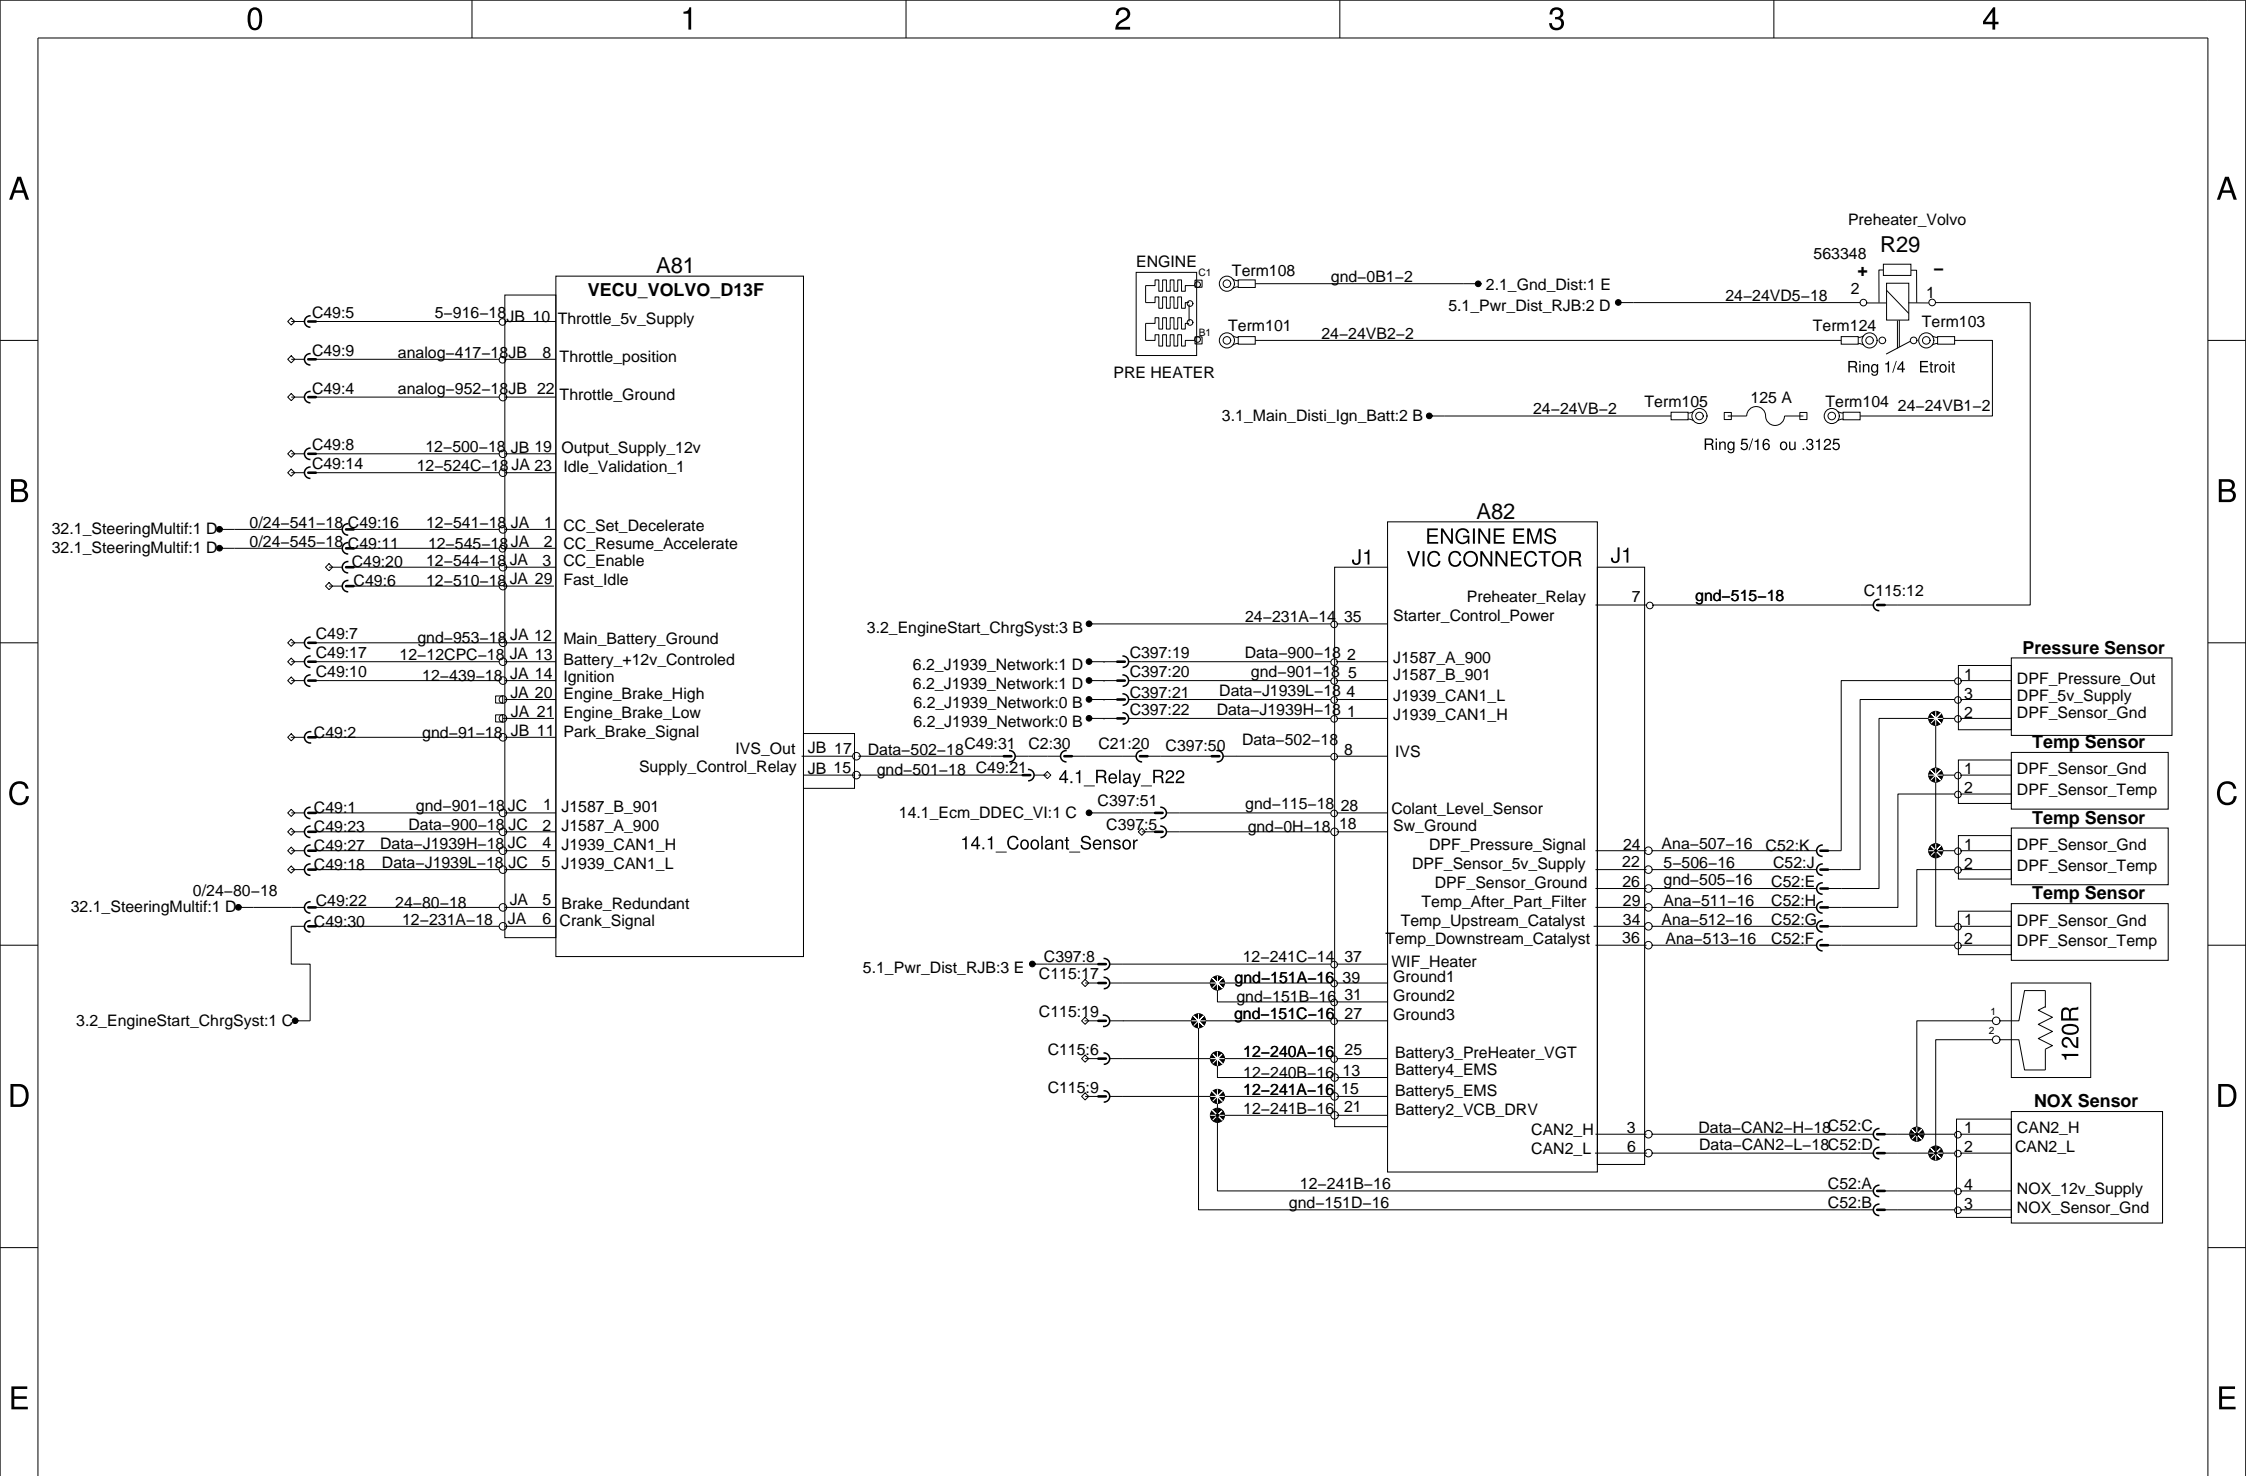 0 1 2 3 4
A A
B B
C C
D D
E E
A81
VECU_VOLVO_D13F
C49:5 5-916-18 JB 10 Throttle_5v_Supply
C49:9 analog-417-18 JB 8 Throttle_position
C49:4 analog-952-18 JB 22 Throttle_Ground
C49:8 12-500-18 JB 19 Output_Supply_12v
C49:14 12-524C-18 JA 23 Idle_Validation_1
32.1_SteeringMultif:1 D 0/24-541-18 C49:16 12-541-18 JA 1 CC_Set_Decelerate
32.1_SteeringMultif:1 D 0/24-545-18 C49:11 12-545-18 JA 2 CC_Resume_Accelerate
C49:20 12-544-18 JA 3 CC_Enable
C49:6 12-510-18 JA 29 Fast_Idle
C49:7 gnd-953-18 JA 12 Main_Battery_Ground
C49:17 12-12CPC-18 JA 13 Battery_+12v_Controled
C49:10 12-439-18 JA 14 Ignition
JA 20 Engine_Brake_High
JA 21 Engine_Brake_Low
C49:2 gnd-91-18 JB 11 Park_Brake_Signal
IVS_Out JB 17 Data-502-18 C49:31 C2:30 C21:20 C397:50 Data-502-18 8 IVS
Supply_Control_Relay JB 15 gnd-501-18 C49:21 4.1_Relay_R22
C49:1 gnd-901-18 JC 1 J1587_B_901
C49:23 Data-900-18 JC 2 J1587_A_900
C49:27 Data-J1939H-18 JC 4 J1939_CAN1_H
C49:18 Data-J1939L-18 JC 5 J1939_CAN1_L
0/24-80-18
32.1_SteeringMultif:1 D C49:22 24-80-18 JA 5 Brake_Redundant
C49:30 12-231A-18 JA 6 Crank_Signal
3.2_EngineStart_ChrgSyst:1 C
Preheater_Volvo
563348 R29
+ -
2 1
ENGINE
C1
B1
PRE HEATER
Term108 gnd-0B1-2 2.1_Gnd_Dist:1 E
5.1_Pwr_Dist_RJB:2 D 24-24VD5-18
Term101 24-24VB2-2 Term124 Term103
Ring 1/4 Etroit
3.1_Main_Disti_Ign_Batt:2 B 24-24VB-2 Term105 125 A Term104 24-24VB1-2
Ring 5/16 ou .3125
A82
ENGINE EMS
VIC CONNECTOR
J1 J1
Preheater_Relay 7 gnd-515-18 C115:12
3.2_EngineStart_ChrgSyst:3 B 24-231A-14 35 Starter_Control_Power
6.2_J1939_Network:1 D C397:19 Data-900-18 2 J1587_A_900
6.2_J1939_Network:1 D C397:20 gnd-901-18 5 J1587_B_901
6.2_J1939_Network:0 B C397:21 Data-J1939L-18 4 J1939_CAN1_L
6.2_J1939_Network:0 B C397:22 Data-J1939H-18 1 J1939_CAN1_H
14.1_Ecm_DDEC_VI:1 C C397:51 gnd-115-18 28 Colant_Level_Sensor
14.1_Coolant_Sensor C397:5 gnd-0H-18 18 Sw_Ground
DPF_Pressure_Signal 24 Ana-507-16 C52:K
DPF_Sensor_5v_Supply 22 5-506-16 C52:J
DPF_Sensor_Ground 26 gnd-505-16 C52:E
Temp_After_Part_Filter 29 Ana-511-16 C52:H
Temp_Upstream_Catalyst 34 Ana-512-16 C52:G
Temp_Downstream_Catalyst 36 Ana-513-16 C52:F
5.1_Pwr_Dist_RJB:3 E C397:8 12-241C-14 37 WIF_Heater
C115:17 gnd-151A-16 39 Ground1
gnd-151B-16 31 Ground2
C115:19 gnd-151C-16 27 Ground3
C115:6 12-240A-16 25 Battery3_PreHeater_VGT
12-240B-16 13 Battery4_EMS
C115:9 12-241A-16 15 Battery5_EMS
12-241B-16 21 Battery2_VCB_DRV
CAN2_H 3 Data-CAN2-H-18 C52:C
CAN2_L 6 Data-CAN2-L-18 C52:D
12-241B-16 C52:A
gnd-151D-16 C52:B
Pressure Sensor
1 DPF_Pressure_Out
3 DPF_5v_Supply
2 DPF_Sensor_Gnd
Temp Sensor
1 DPF_Sensor_Gnd
2 DPF_Sensor_Temp
Temp Sensor
1 DPF_Sensor_Gnd
2 DPF_Sensor_Temp
Temp Sensor
1 DPF_Sensor_Gnd
2 DPF_Sensor_Temp
1
2
120R
NOX Sensor
1 CAN2_H
2 CAN2_L
4 NOX_12v_Supply
3 NOX_Sensor_Gnd